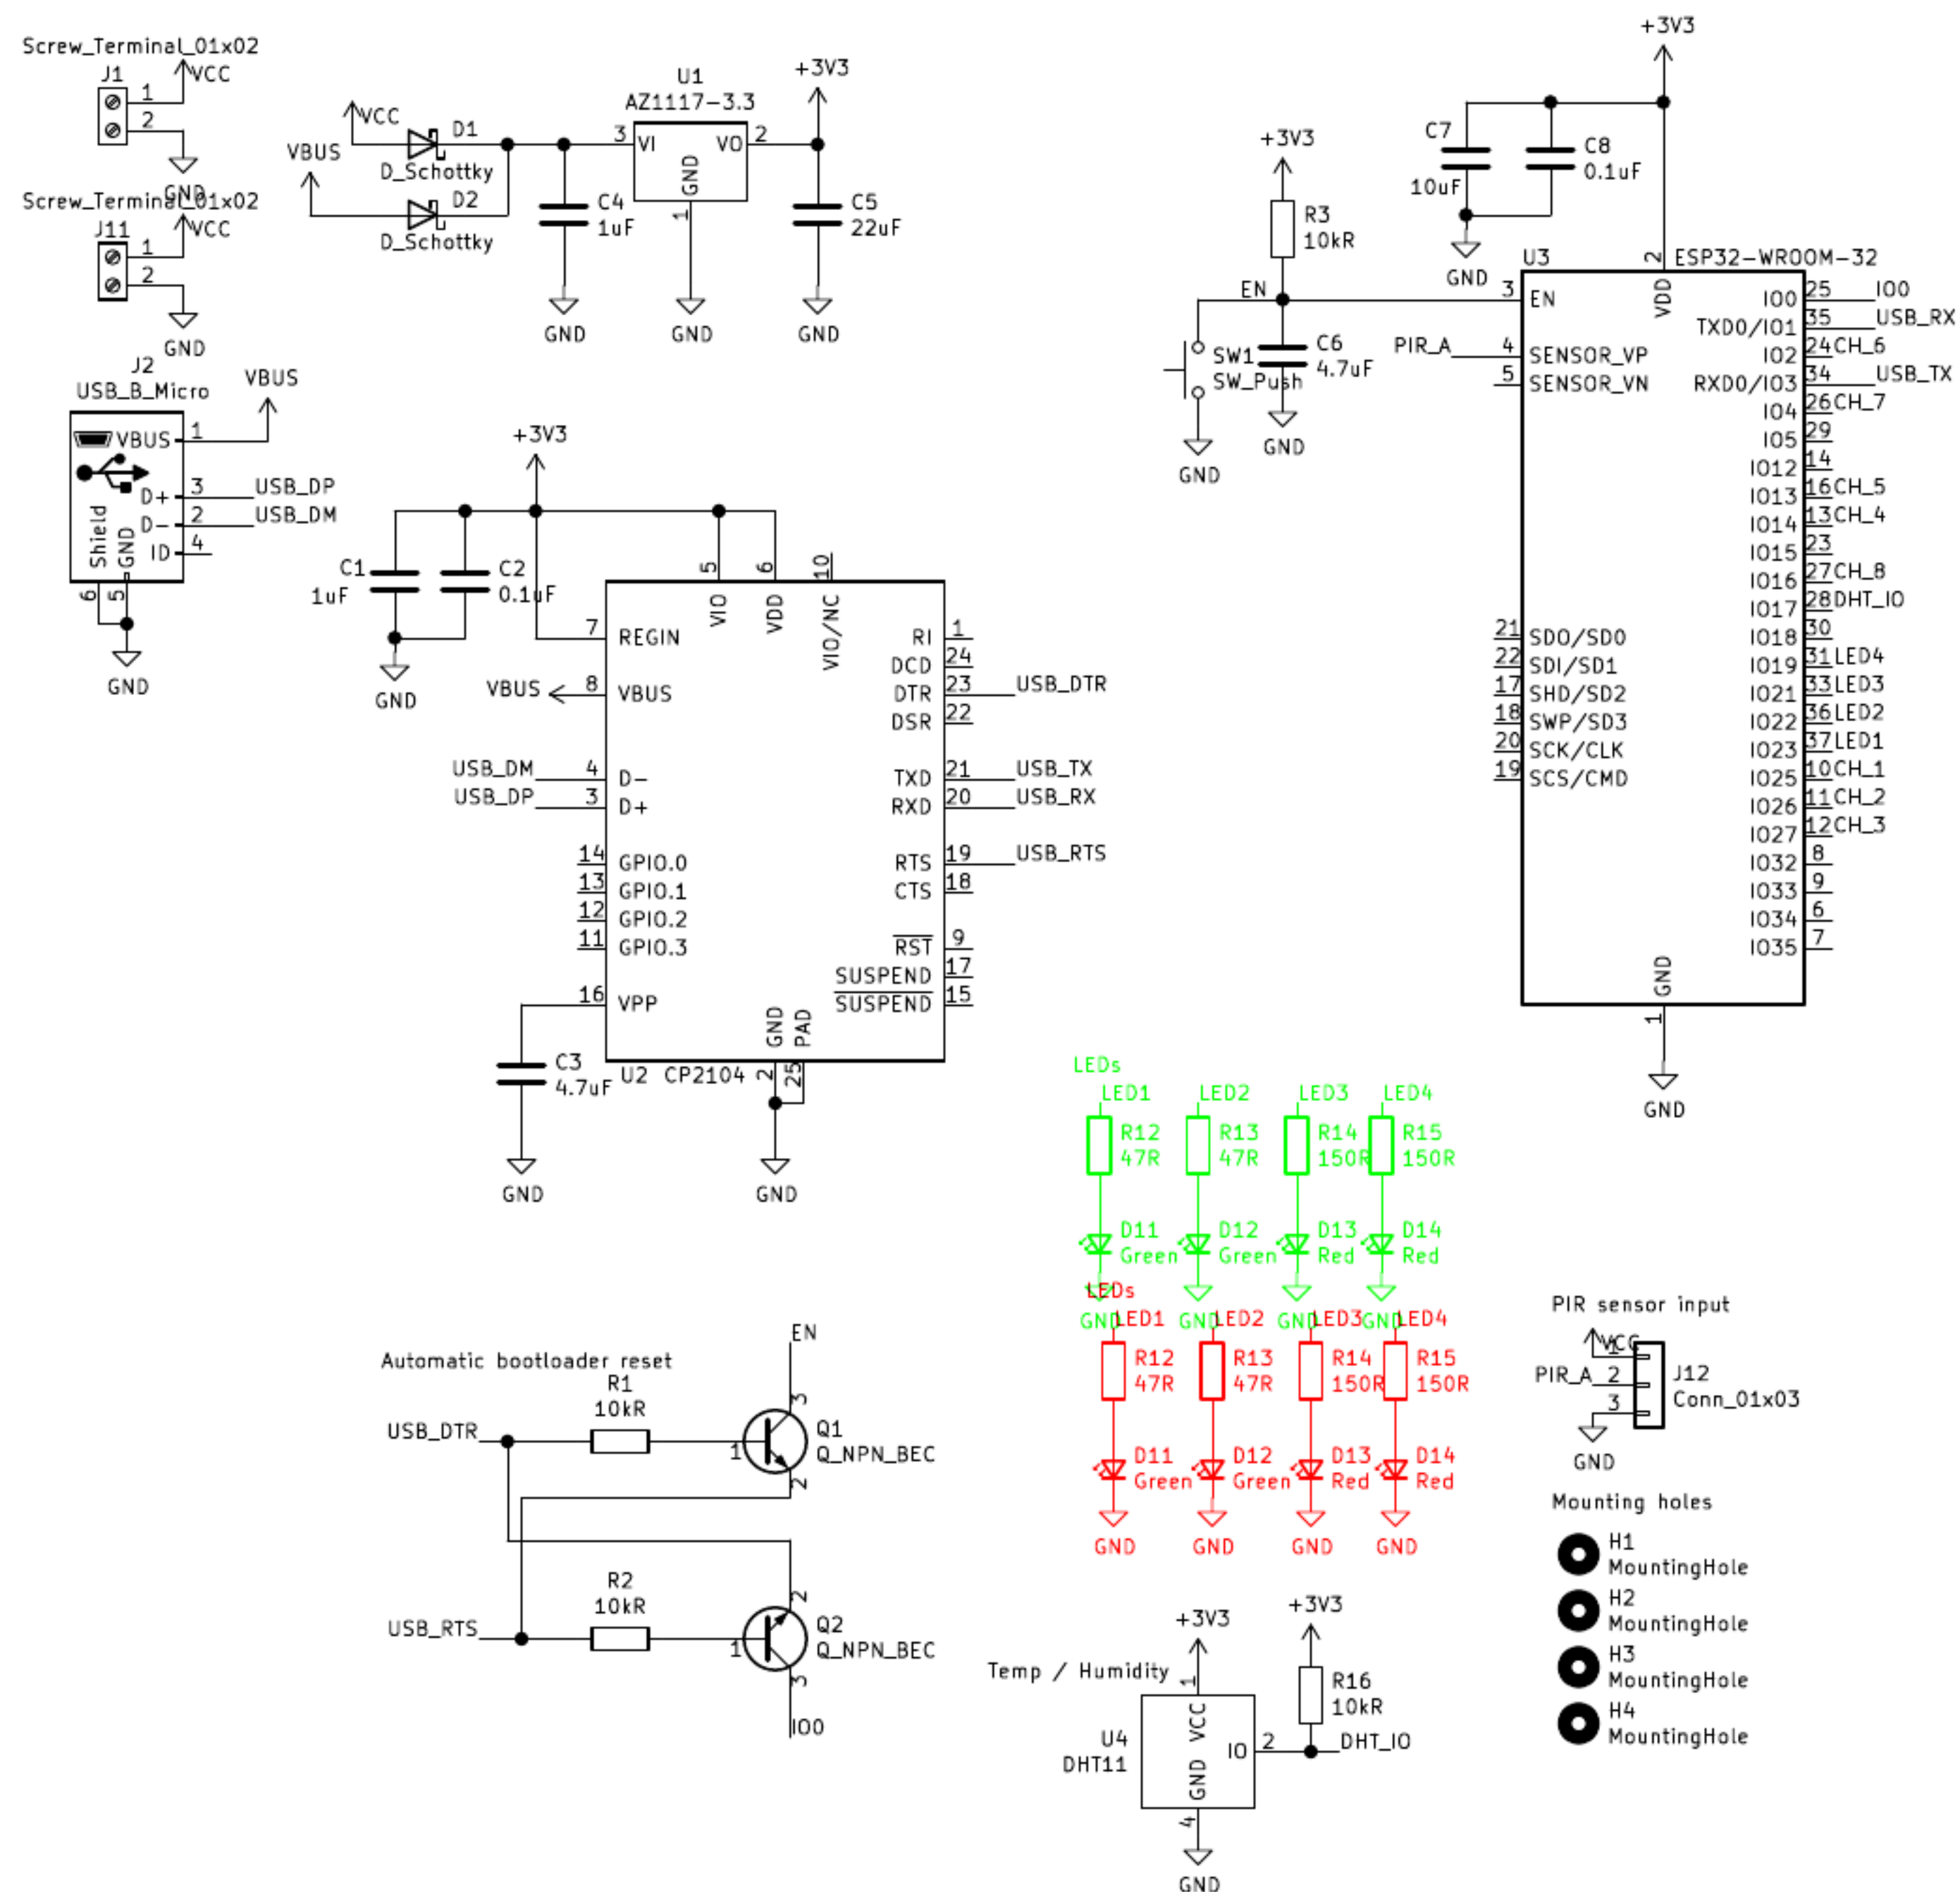 Screw_Terminal_01x02
J1
VCC
1
2
GND
Screw_Terminal_01x02
J11
VCC
1
2
GND
J2
USB_B_Micro
VBUS
VBUS
1
D+
3
USB_DP
D-
2
USB_DM
ID
4
Shield
GND
6
5
GND
VCC
D1
D_Schottky
VBUS
D2
D_Schottky
C4
1uF
GND
U1
AZ1117-3.3
3
VI
VO
2
GND
1
GND
+3V3
C5
22uF
GND
+3V3
C1
1uF
C2
0.1uF
GND
5
6
10
VIO
VDD
VIO/NC
7
REGIN
VBUS
8
VBUS
USB_DM
4
D-
USB_DP
3
D+
14
GPIO.0
13
GPIO.1
12
GPIO.2
11
GPIO.3
16
VPP
RI
1
DCD
24
DTR
23
USB_DTR
DSR
22
TXD
21
USB_TX
RXD
20
USB_RX
RTS
19
USB_RTS
CTS
18
RST
9
SUSPEND
17
SUSPEND
15
GND
PAD
2
25
U2 CP2104
C3
4.7uF
GND
GND
+3V3
R3
10kR
EN
SW1
SW_Push
GND
C6
4.7uF
GND
+3V3
C7
10uF
C8
0.1uF
GND
U3
ESP32-WROOM-32
2
VDD
3
EN
PIR_A
4
SENSOR_VP
5
SENSOR_VN
21
SDO/SD0
22
SDI/SD1
17
SHD/SD2
18
SWP/SD3
20
SCK/CLK
19
SCS/CMD
IO0
25
IO0
TXD0/IO1
35
USB_RX
IO2
24
CH_6
RXD0/IO3
34
USB_TX
IO4
26
CH_7
IO5
29
IO12
14
IO13
16
CH_5
IO14
13
CH_4
IO15
23
IO16
27
CH_8
IO17
28
DHT_IO
IO18
30
IO19
31
LED4
IO21
33
LED3
IO22
36
LED2
IO23
37
LED1
IO25
10
CH_1
IO26
11
CH_2
IO27
12
CH_3
IO32
8
IO33
9
IO34
6
IO35
7
GND
1
GND
LEDs
LED1
LED2
LED3
LED4
R12
47R
R13
47R
R14
150R
R15
150R
D11
Green
D12
Green
D13
Red
D14
Red
GND
GND
GND
GND
LEDs
LED1
LED2
LED3
LED4
R12
47R
R13
47R
R14
150R
R15
150R
D11
Green
D12
Green
D13
Red
D14
Red
GND
GND
GND
GND
Automatic bootloader reset
USB_DTR
R1
10kR
EN
3
1
Q1
Q_NPN_BEC
2
USB_RTS
R2
10kR
2
1
Q2
Q_NPN_BEC
3
IO0
Temp / Humidity
+3V3
1
VCC
U4
DHT11
IO
2
GND
4
GND
+3V3
R16
10kR
DHT_IO
PIR sensor input
VCC
1
PIR_A
2
3
GND
J12
Conn_01x03
Mounting holes
H1
MountingHole
H2
MountingHole
H3
MountingHole
H4
MountingHole